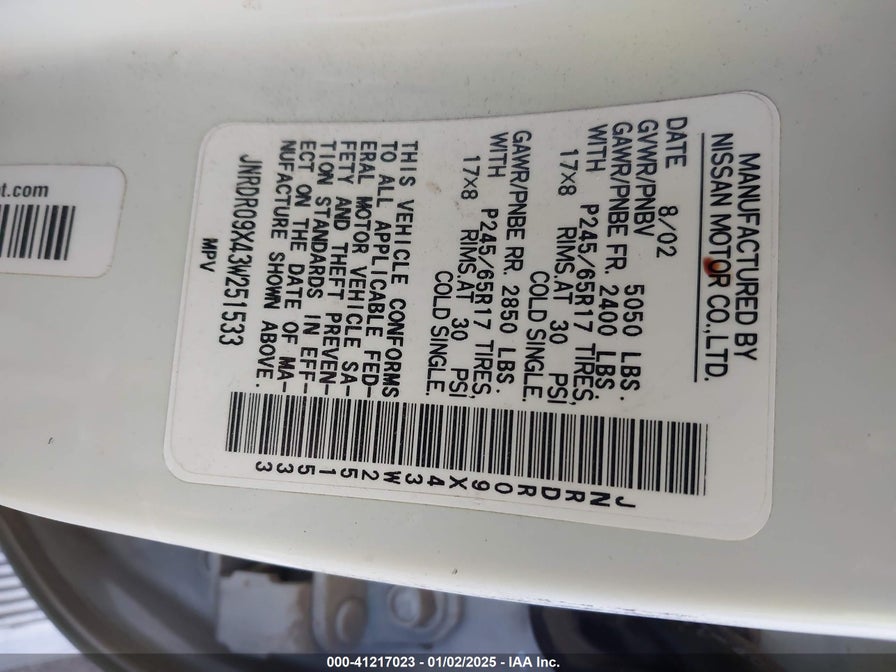 MANUFACTURED BY
NISSAN MOTOR CO.,LTD.
DATE 8/02
GVWR/PNBV 5050 LBS.
GAWR/PNBE FR. 2400 LBS.
WITH P245/65R17 TIRES,
17X8 RIMS.AT 30 PSI
COLD SINGLE.
GAWR/PNBE RR. 2850 LBS.
WITH P245/65R17 TIRES,
17X8 RIMS.AT 30 PSI
COLD SINGLE.
THIS VEHICLE CONFORMS
TO ALL APPLICABLE FED-
ERAL MOTOR VEHICLE SA-
FETY AND THEFT PREVEN-
TION STANDARDS IN EFF-
ECT ON THE DATE OF MA-
NUFACTURE SHOWN ABOVE.
JNRDR09X43W251533
MPV
JNRDR09X43W251533
t.com
000-41217023 — 01/02/2025 — IAA Inc.